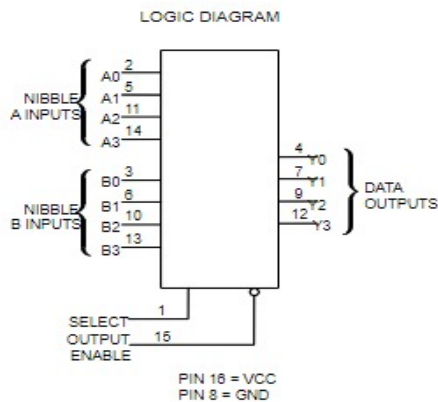 LOGIC DIAGRAM
NIBBLE
A INPUTS
A0 2
A1 5
A2 11
A3 14
NIBBLE
B INPUTS
B0 3
B1 6
B2 10
B3 13
4 Y0
7 Y1
9 Y2
12 Y3
DATA
OUTPUTS
SELECT 1
OUTPUT 15
ENABLE
PIN 16 = VCC
PIN 8 = GND